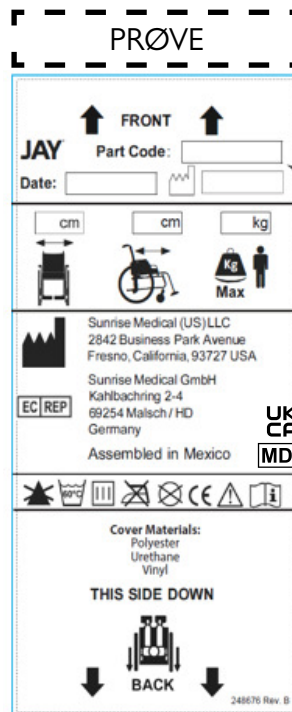 PRØVE
FRONT
JAY
Part Code:
Date:
cm
cm
kg
Kg
Max
Sunrise Medical (US)LLC
2842 Business Park Avenue
Fresno, California, 93727 USA
Sunrise Medical GmbH
Kahlbachring 2-4
69254 Malsch / HD
Germany
EC REP
UK
CA
Assembled in Mexico
MD
60°C
CE
Cover Materials:
Polyester
Urethane
Vinyl
THIS SIDE DOWN
BACK
248676 Rev. B